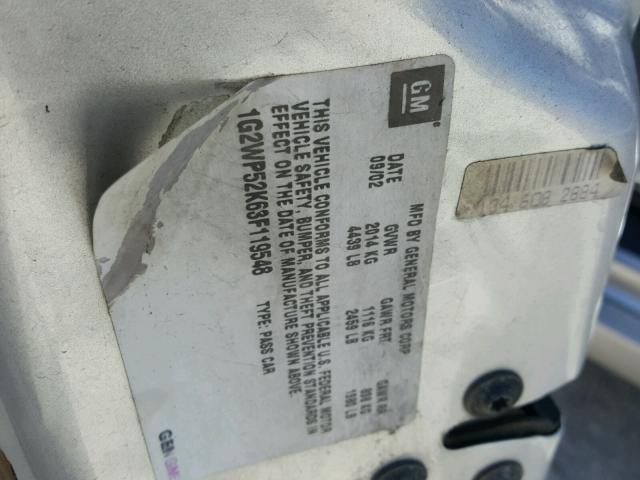 GM
MFD BY GENERAL MOTORS CORP
DATE GVWR GAWR FRT GAWR RR
09/02 2014 KG 1116 KG 898 KG
4439 LB 2459 LB 1980 LB
THIS VEHICLE CONFORMS TO ALL APPLICABLE U.S. FEDERAL MOTOR
VEHICLE SAFETY, BUMPER, AND THEFT PREVENTION STANDARDS IN
EFFECT ON THE DATE OF MANUFACTURE SHOWN ABOVE.
1G2WP52K63F119548 TYPE: PASS CAR
GEN GME